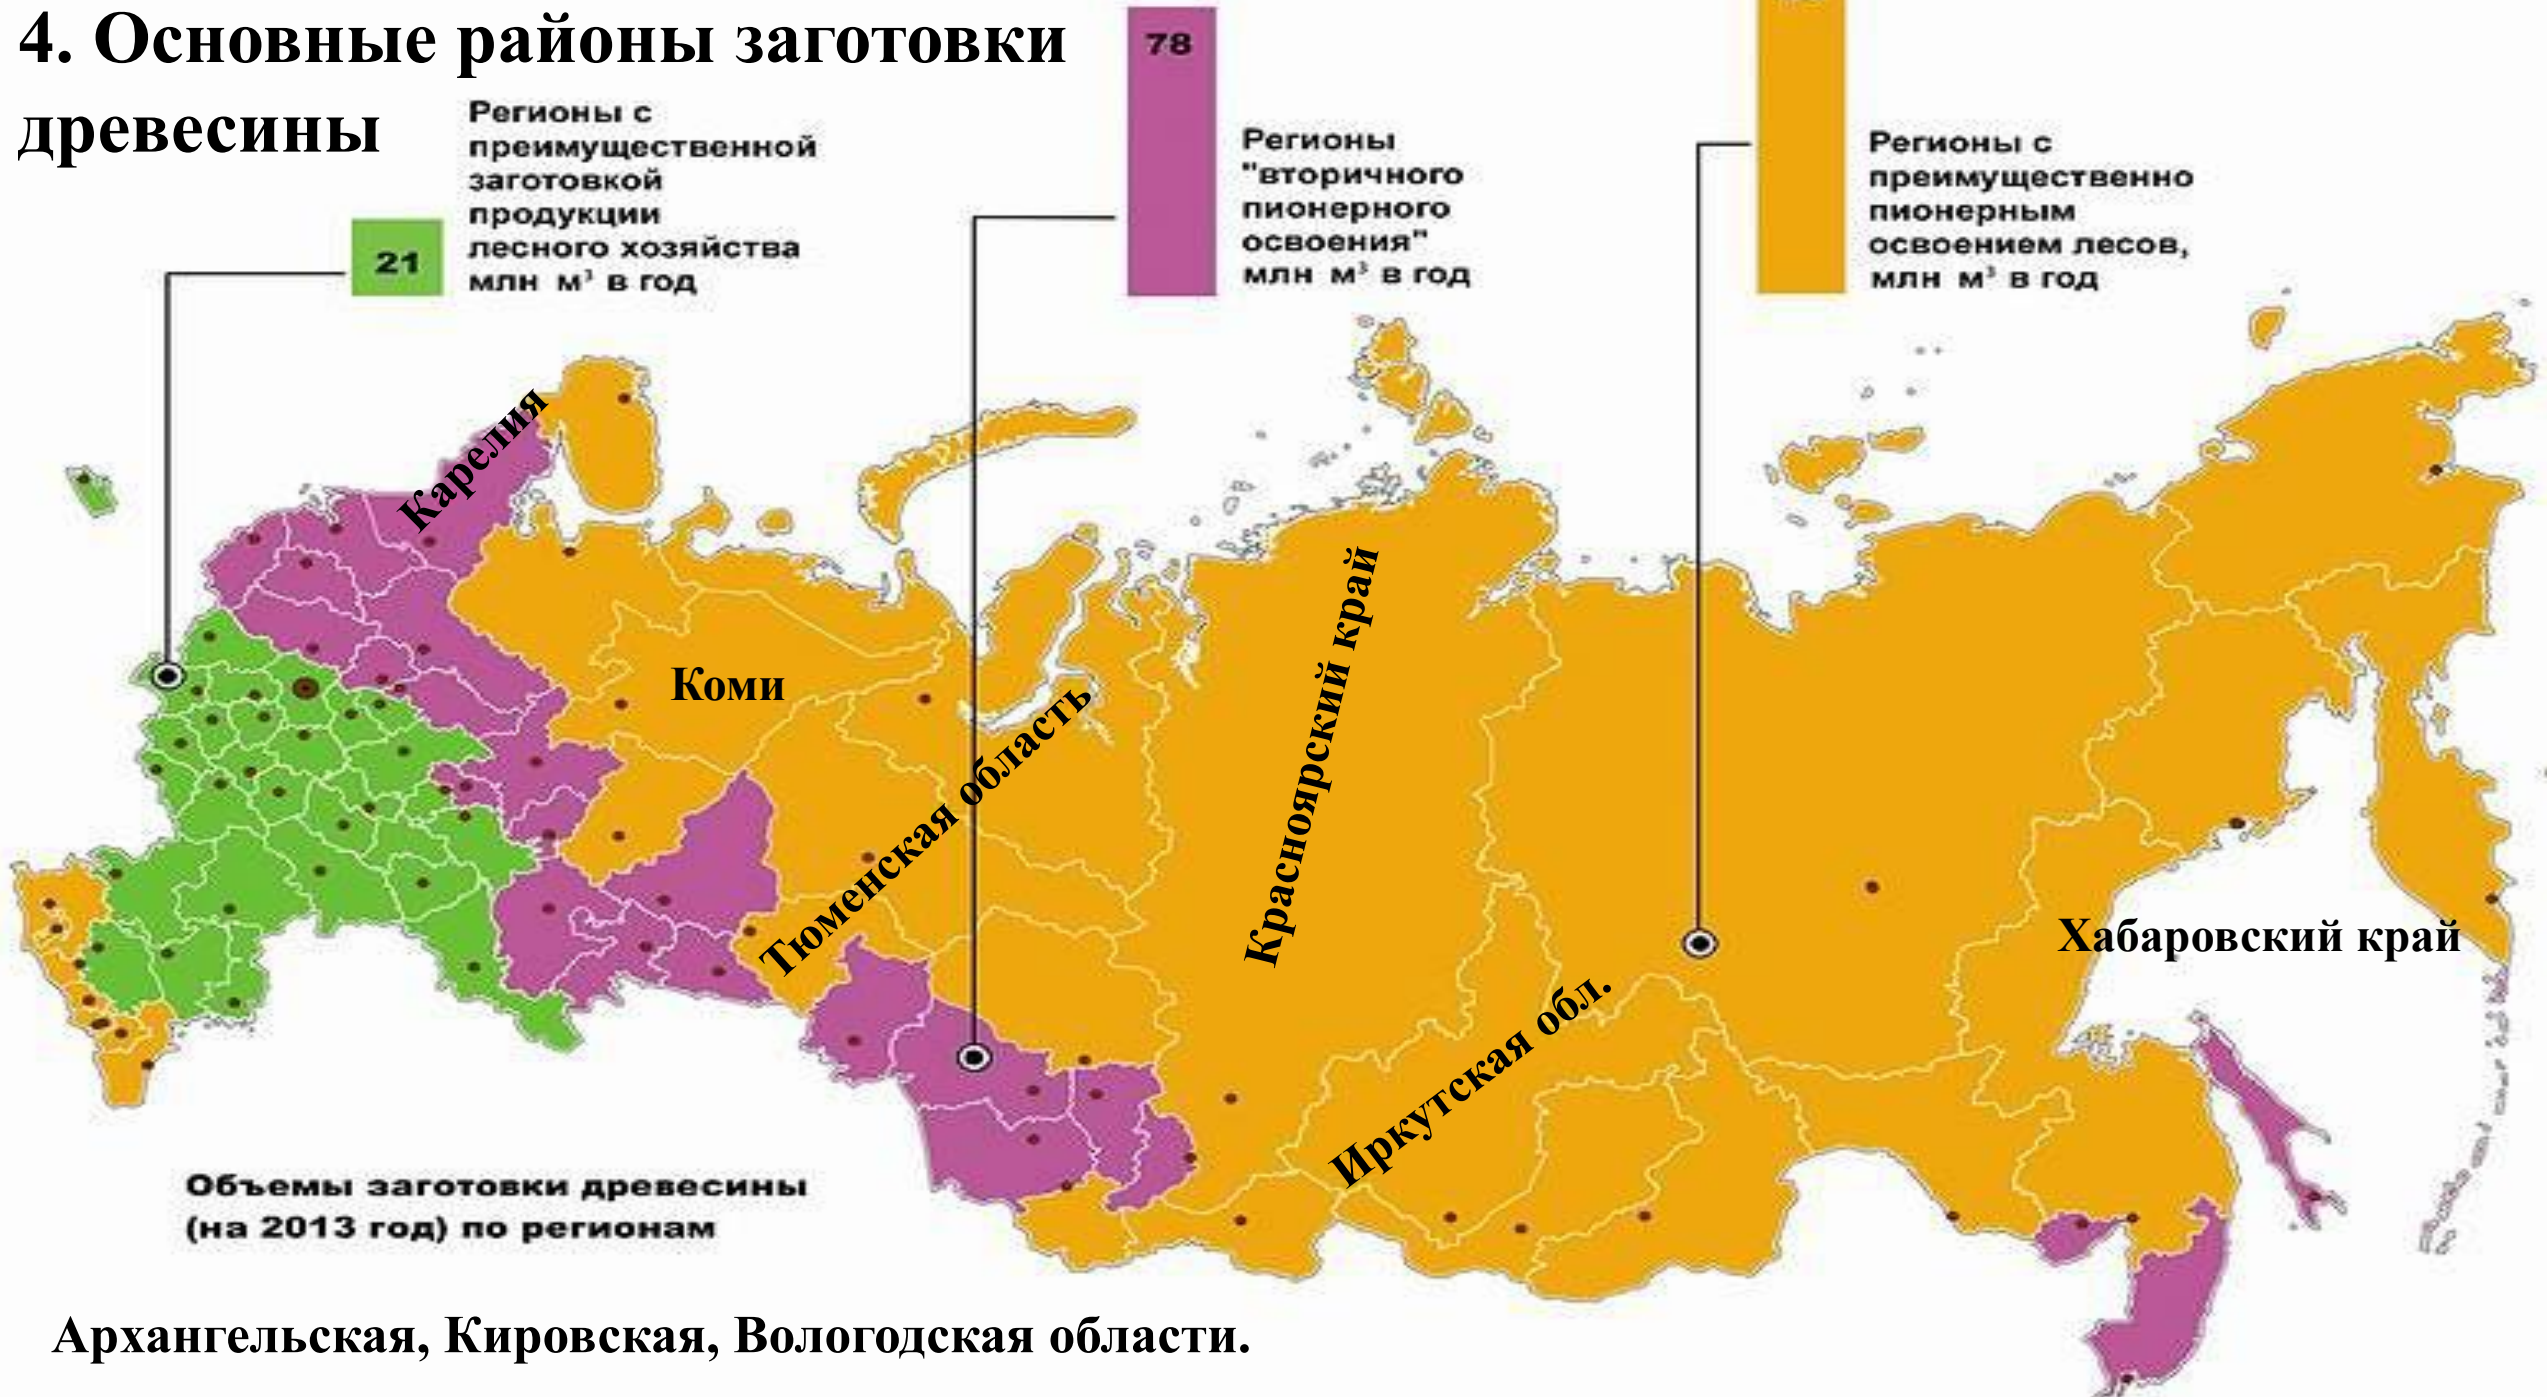 4. Основные районы заготовки
древесины
Регионы с
преимущественной
заготовкой
продукции
лесного хозяйства
млн м³ в год
21
78
Регионы
"вторичного
пионерного
освоения"
млн м³ в год
Регионы с
преимущественно
пионерным
освоением лесов,
млн м³ в год
Карелия
Коми
Тюменская область
Красноярский край
Иркутская обл.
Хабаровский край
Объемы заготовки древесины
(на 2013 год) по регионам
Архангельская, Кировская, Вологодская области.